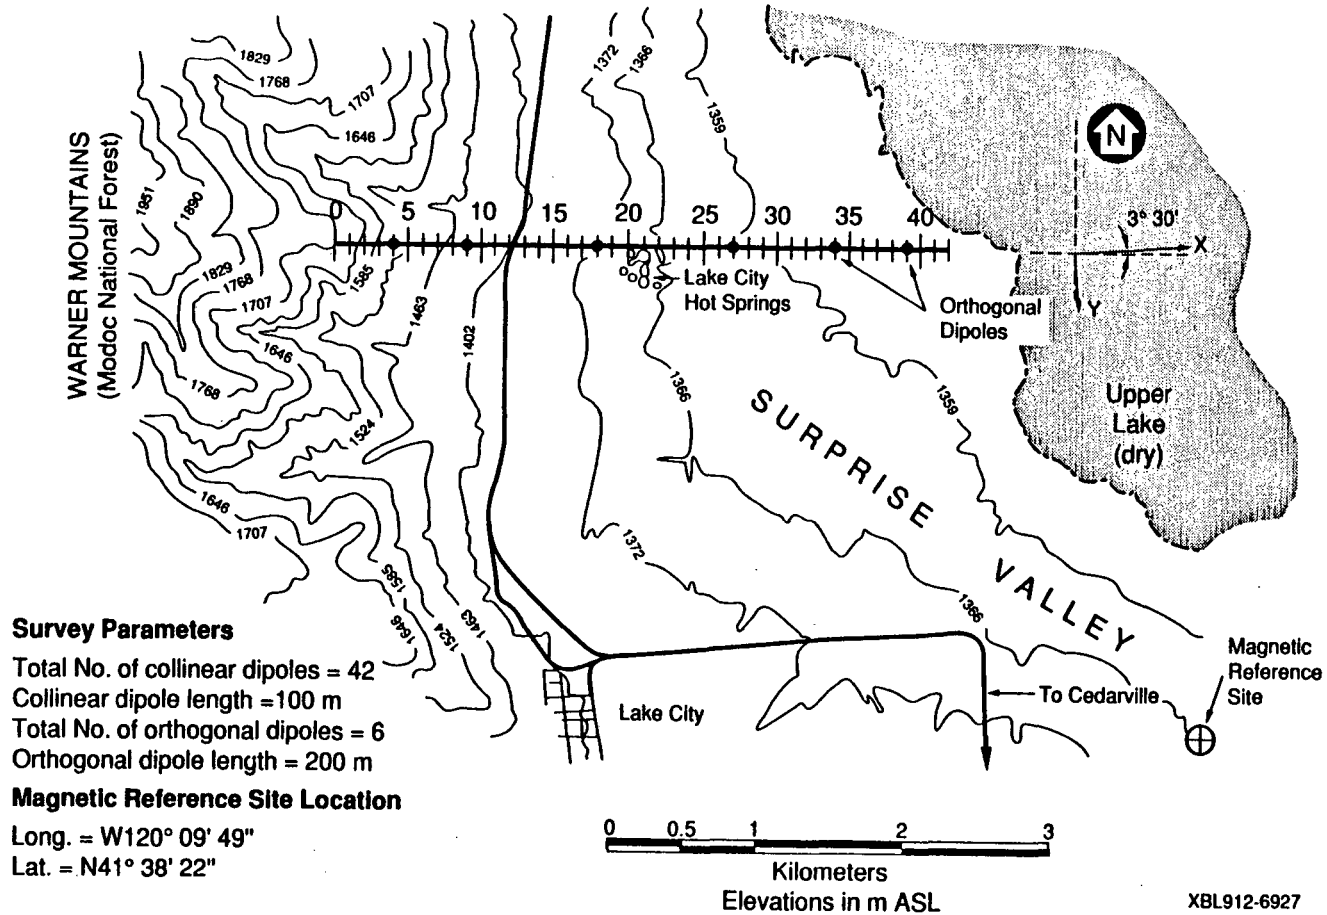 1829
1768
1707
1646
1372
1366
1359
N
WARNER MOUNTAINS
(Modoc National Forest)
1951
1890
0 5 10 15 20 25 30 35 40
3° 30'
X
Y
1829
1768
1707
1585
1463
1402
Lake City
Hot Springs
Orthogonal
Dipoles
1646
1768
1524
1366
1359
Upper
Lake
(dry)
SURPRISE
VALLEY
1646
1707
1372
1585
1646
1524
1463
1366
Survey Parameters
Total No. of collinear dipoles = 42
Collinear dipole length =100 m
Total No. of orthogonal dipoles = 6
Orthogonal dipole length = 200 m
Magnetic Reference Site Location
Long. = W120° 09' 49"
Lat. = N41° 38' 22"
Lake City
To Cedarville
Magnetic
Reference
Site
0 0.5 1 2 3
Kilometers
Elevations in m ASL
XBL912-6927